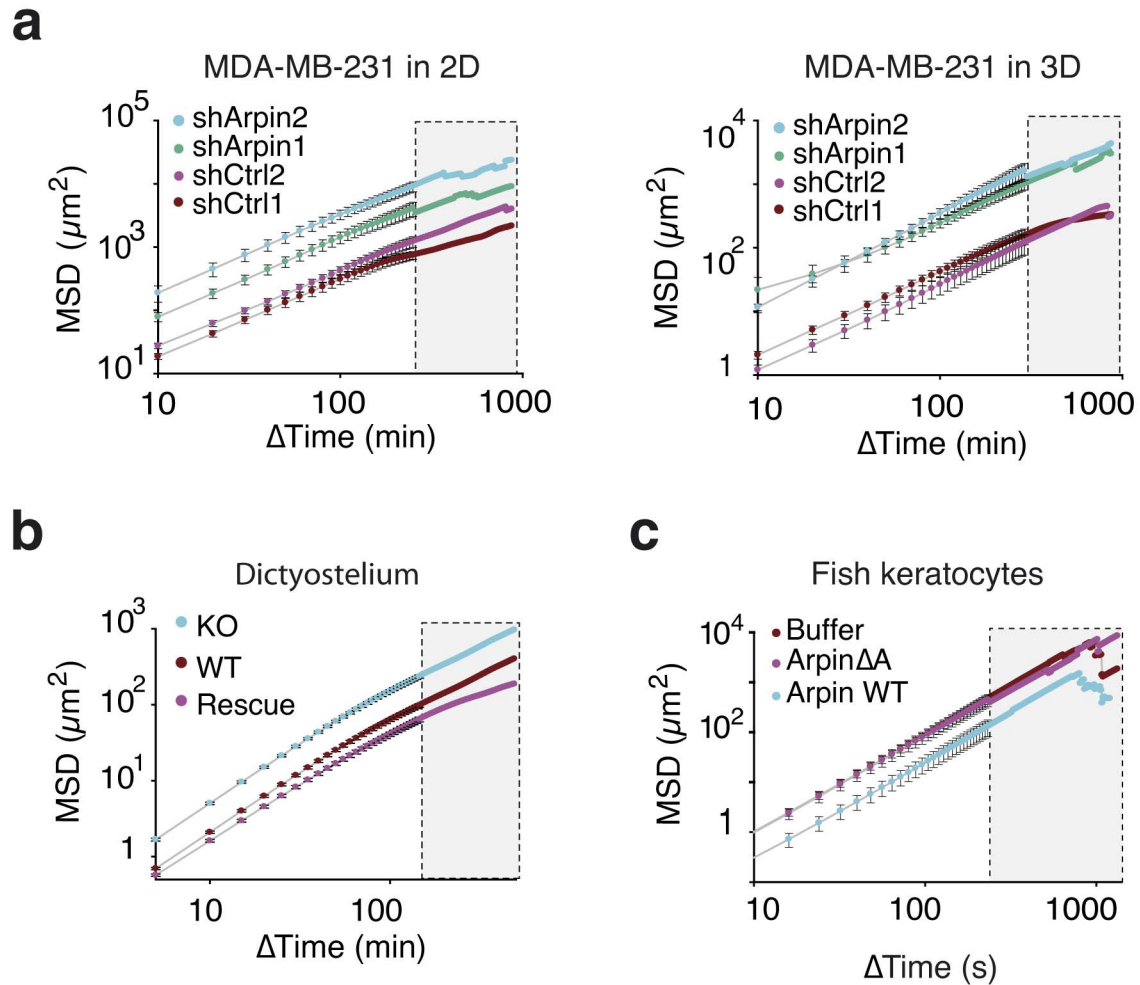 a
MDA-MB-231 in 2D
10^5
10^3
10^1
MSD (µm^2)
shArpin2
shArpin1
shCtrl2
shCtrl1
10
100
1000
ΔTime (min)
MDA-MB-231 in 3D
10^4
10^2
1
MSD (µm^2)
shArpin2
shArpin1
shCtrl2
shCtrl1
10
100
1000
ΔTime (min)
b
Dictyostelium
10^3
10^2
10^1
1
MSD (µm^2)
KO
WT
Rescue
10
100
ΔTime (min)
c
Fish keratocytes
10^4
10^2
1
MSD (µm^2)
Buffer
ArpinΔA
Arpin WT
10
100
1000
ΔTime (s)